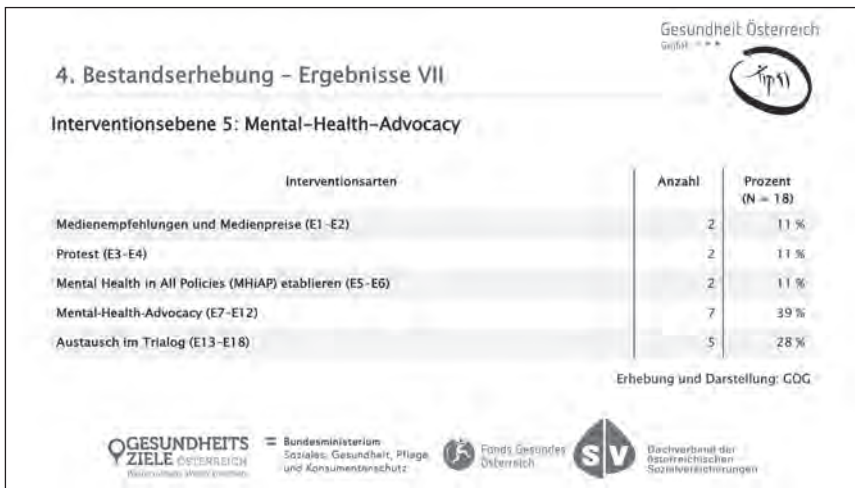 Gesundheit Österreich
GmbH
4. Bestandserhebung – Ergebnisse VII
Interventionsebene 5: Mental-Health-Advocacy
Interventionsarten Anzahl Prozent
(N = 18)
Medienempfehlungen und Medienpreise (E1-E2) 2 11 %
Protest (E3-E4) 2 11 %
Mental Health in All Policies (MHiAP) etablieren (E5-E6) 2 11 %
Mental-Health-Advocacy (E7-E12) 7 39 %
Austausch im Trialog (E13-E18) 5 28 %
Erhebung und Darstellung: GÖG
GESUNDHEITS
ZIELE ÖSTERREICH
Bundesministerium
Soziales, Gesundheit, Pflege
und Konsumentenschutz
Fonds Gesundes
Österreich
SV
Dachverband der
österreichischen
Sozialversicherungen